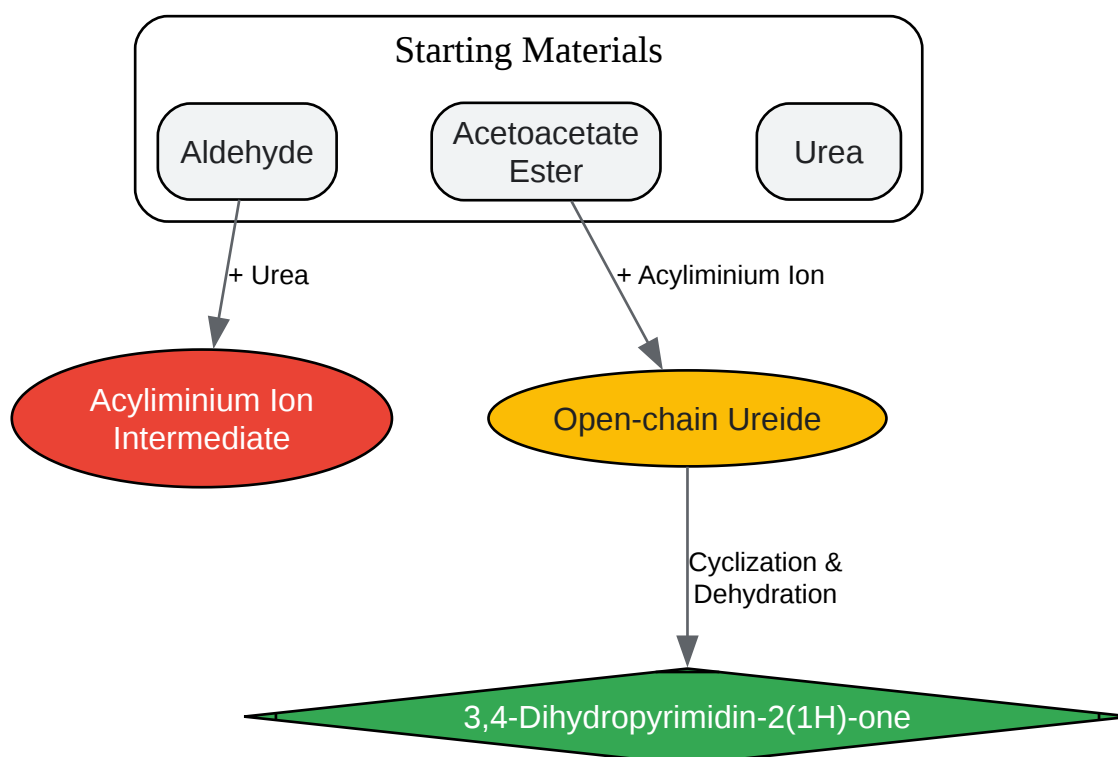 Starting Materials
Aldehyde
Acetoacetate
Ester
Urea
+ Urea
+ Acyliminium Ion
Acyliminium Ion
Intermediate
Open-chain Ureide
Cyclization &
Dehydration
3,4-Dihydropyrimidin-2(1H)-one